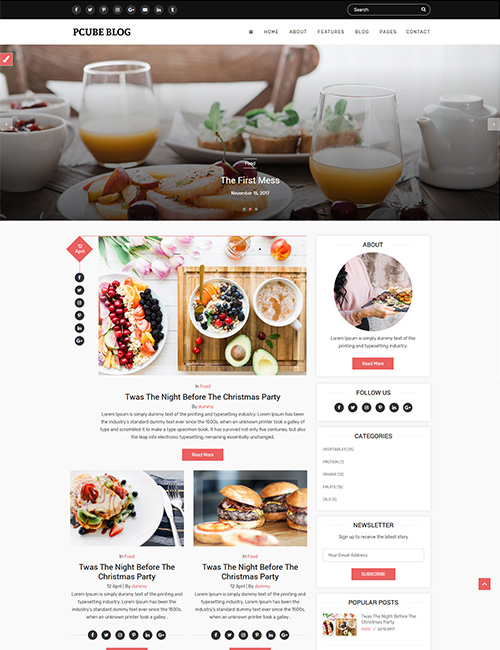 Search
PCUBE BLOG
HOME
ABOUT
FEATURES
BLOG
PAGES
CONTACT
Food
The First Mess
November 16, 2017
12
April
In Food
Twas The Night Before The Christmas Party
By dummy
Lorem Ipsum is simply dummy text of the printing and typesetting industry. Lorem Ipsum has been
the industry's standard dummy text ever since the 1500s, when an unknown printer took a galley of
type and scrambled it to make a type specimen book. It has survived not only five centuries, but also
the leap into electronic typesetting, remaining essentially unchanged.
Read More
In Food
Twas The Night Before The
Christmas Party
12 April | By dummy
Lorem Ipsum is simply dummy text of the
printing and typesetting industry. Lorem
Ipsum has been the industry's standard
dummy text ever since the 1500s,
when an unknown printer took a galley
In Food
Twas The Night Before The
Christmas Party
12 April | By dummy
Lorem Ipsum is simply dummy text of the
printing and typesetting industry. Lorem
Ipsum has been the industry's standard
dummy text ever since the 1500s,
when an unknown printer took a galley
ABOUT
Lorem Ipsum is simply dummy text of the
printing and typesetting industry.
Read More
FOLLOW US
CATEGORIES
VEGETABLES (15)
PROTEIN (7)
GRAINS (12)
FRUITS (18)
OILS (5)
NEWSLETTER
Sign up to receive the latest story.
Your Email Address
SUBSCRIBE
POPULAR POSTS
Twas The Night Before The
Christmas Party
FOOD / 22.10.2017